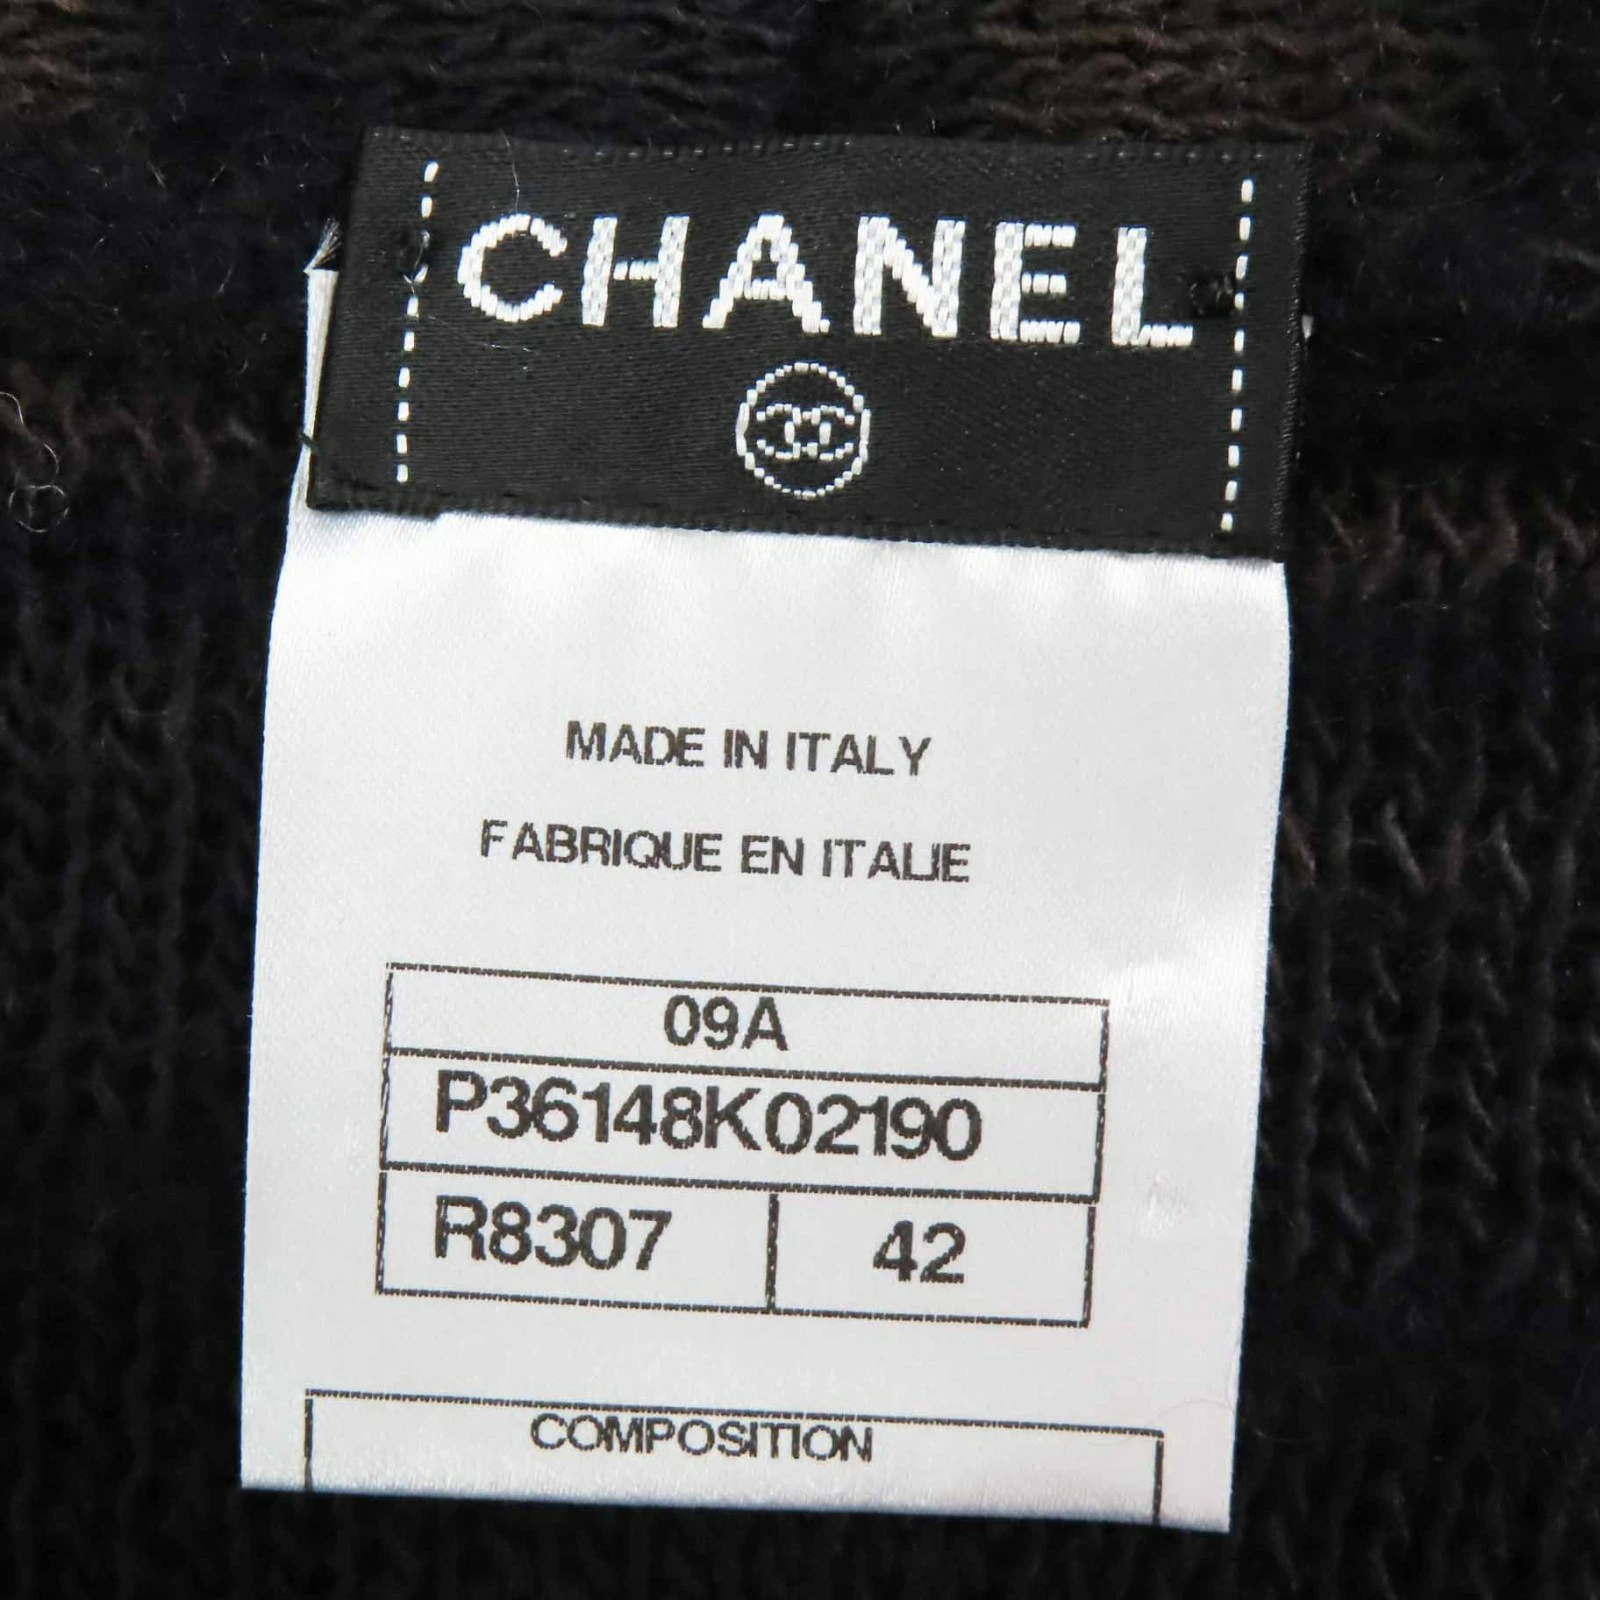 CHANEL
MADE IN ITALY
FABRIQUE EN ITALIE
09A
P36148K02190
R8307 42
COMPOSITION